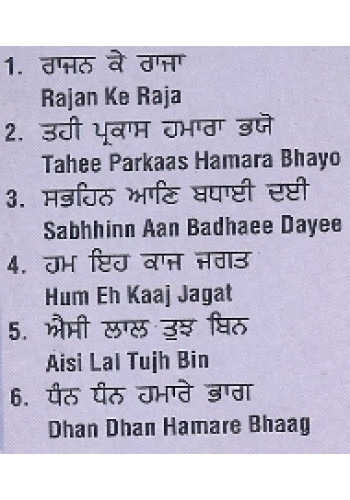 1. ਰਾਜਨ ਕੇ ਰਾਜਾ
Rajan Ke Raja
2. ਤਹੀ ਪ੍ਰਕਾਸ ਹਮਾਰਾ ਭਯੋ
Tahee Parkaas Hamara Bhayo
3. ਸਭਹਿਨ ਆਣਿ ਬਧਾਈ ਦਈ
Sabhhinn Aan Badhaee Dayee
4. ਹਮ ਇਹ ਕਾਜ ਜਗਤ
Hum Eh Kaaj Jagat
5. ਐਸੀ ਲਾਲ ਤੁਝ ਬਿਨ
Aisi Lal Tujh Bin
6. ਧੰਨ ਧੰਨ ਹਮਾਰੇ ਭਾਗ
Dhan Dhan Hamare Bhaag